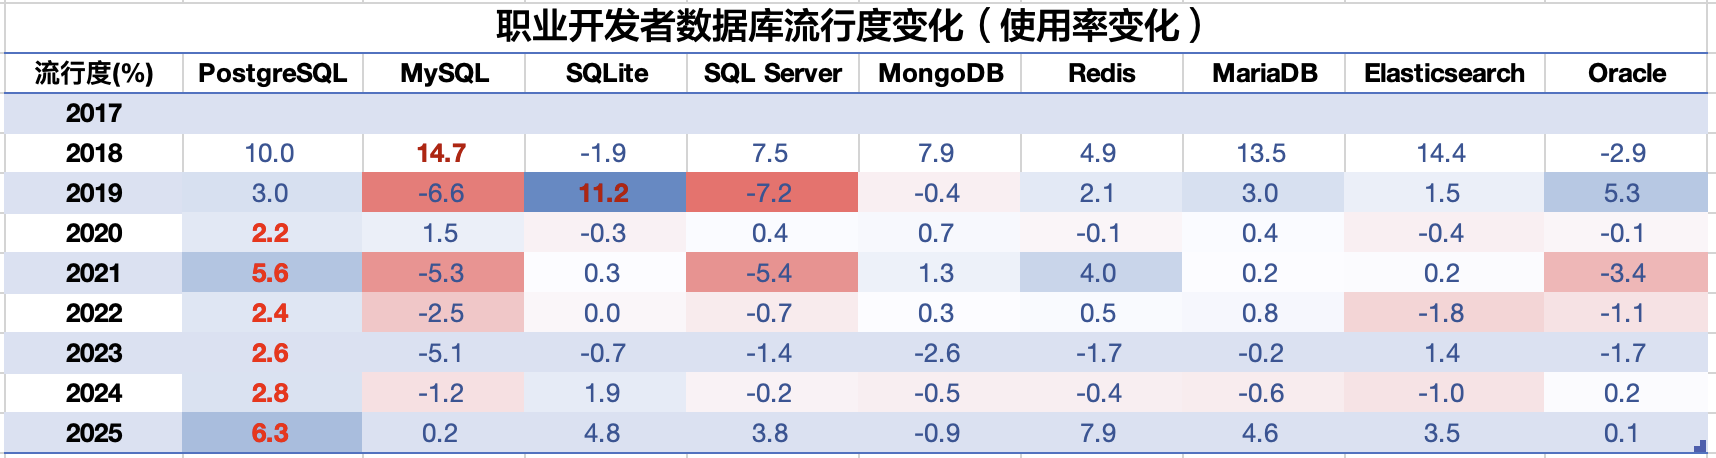 职业开发者数据库流行度变化（使用率变化）
流行度(%) PostgreSQL MySQL SQLite SQL Server MongoDB Redis MariaDB Elasticsearch Oracle
2017
2018 10.0 14.7 -1.9 7.5 7.9 4.9 13.5 14.4 -2.9
2019 3.0 -6.6 11.2 -7.2 -0.4 2.1 3.0 1.5 5.3
2020 2.2 1.5 -0.3 0.4 0.7 -0.1 0.4 -0.4 -0.1
2021 5.6 -5.3 0.3 -5.4 1.3 4.0 0.2 0.2 -3.4
2022 2.4 -2.5 0.0 -0.7 0.3 0.5 0.8 -1.8 -1.1
2023 2.6 -5.1 -0.7 -1.4 -2.6 -1.7 -0.2 1.4 -1.7
2024 2.8 -1.2 1.9 -0.2 -0.5 -0.4 -0.6 -1.0 0.2
2025 6.3 0.2 4.8 3.8 -0.9 7.9 4.6 3.5 0.1